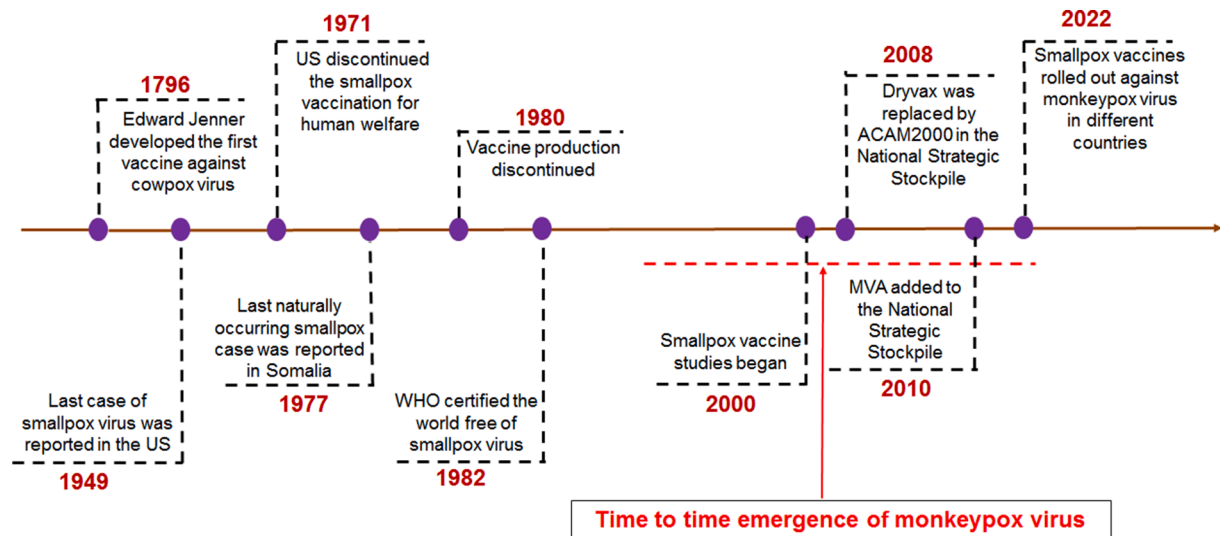 1796
Edward Jenner
developed the first
vaccine against
cowpox virus
Last case of
smallpox virus was
reported in the US
1949
1971
US discontinued
the smallpox
vaccination for
human welfare
Last naturally
occurring smallpox
case was reported
in Somalia
1977
1980
Vaccine production
discontinued
WHO certified the
world free of
smallpox virus
1982
Smallpox vaccine
studies began
2000
2008
Dryvax was
replaced by
ACAM2000 in the
National Strategic
Stockpile
MVA added to
the National
Strategic
Stockpile
2010
2022
Smallpox vaccines
rolled out against
monkeypox virus
in different
countries
Time to time emergence of monkeypox virus